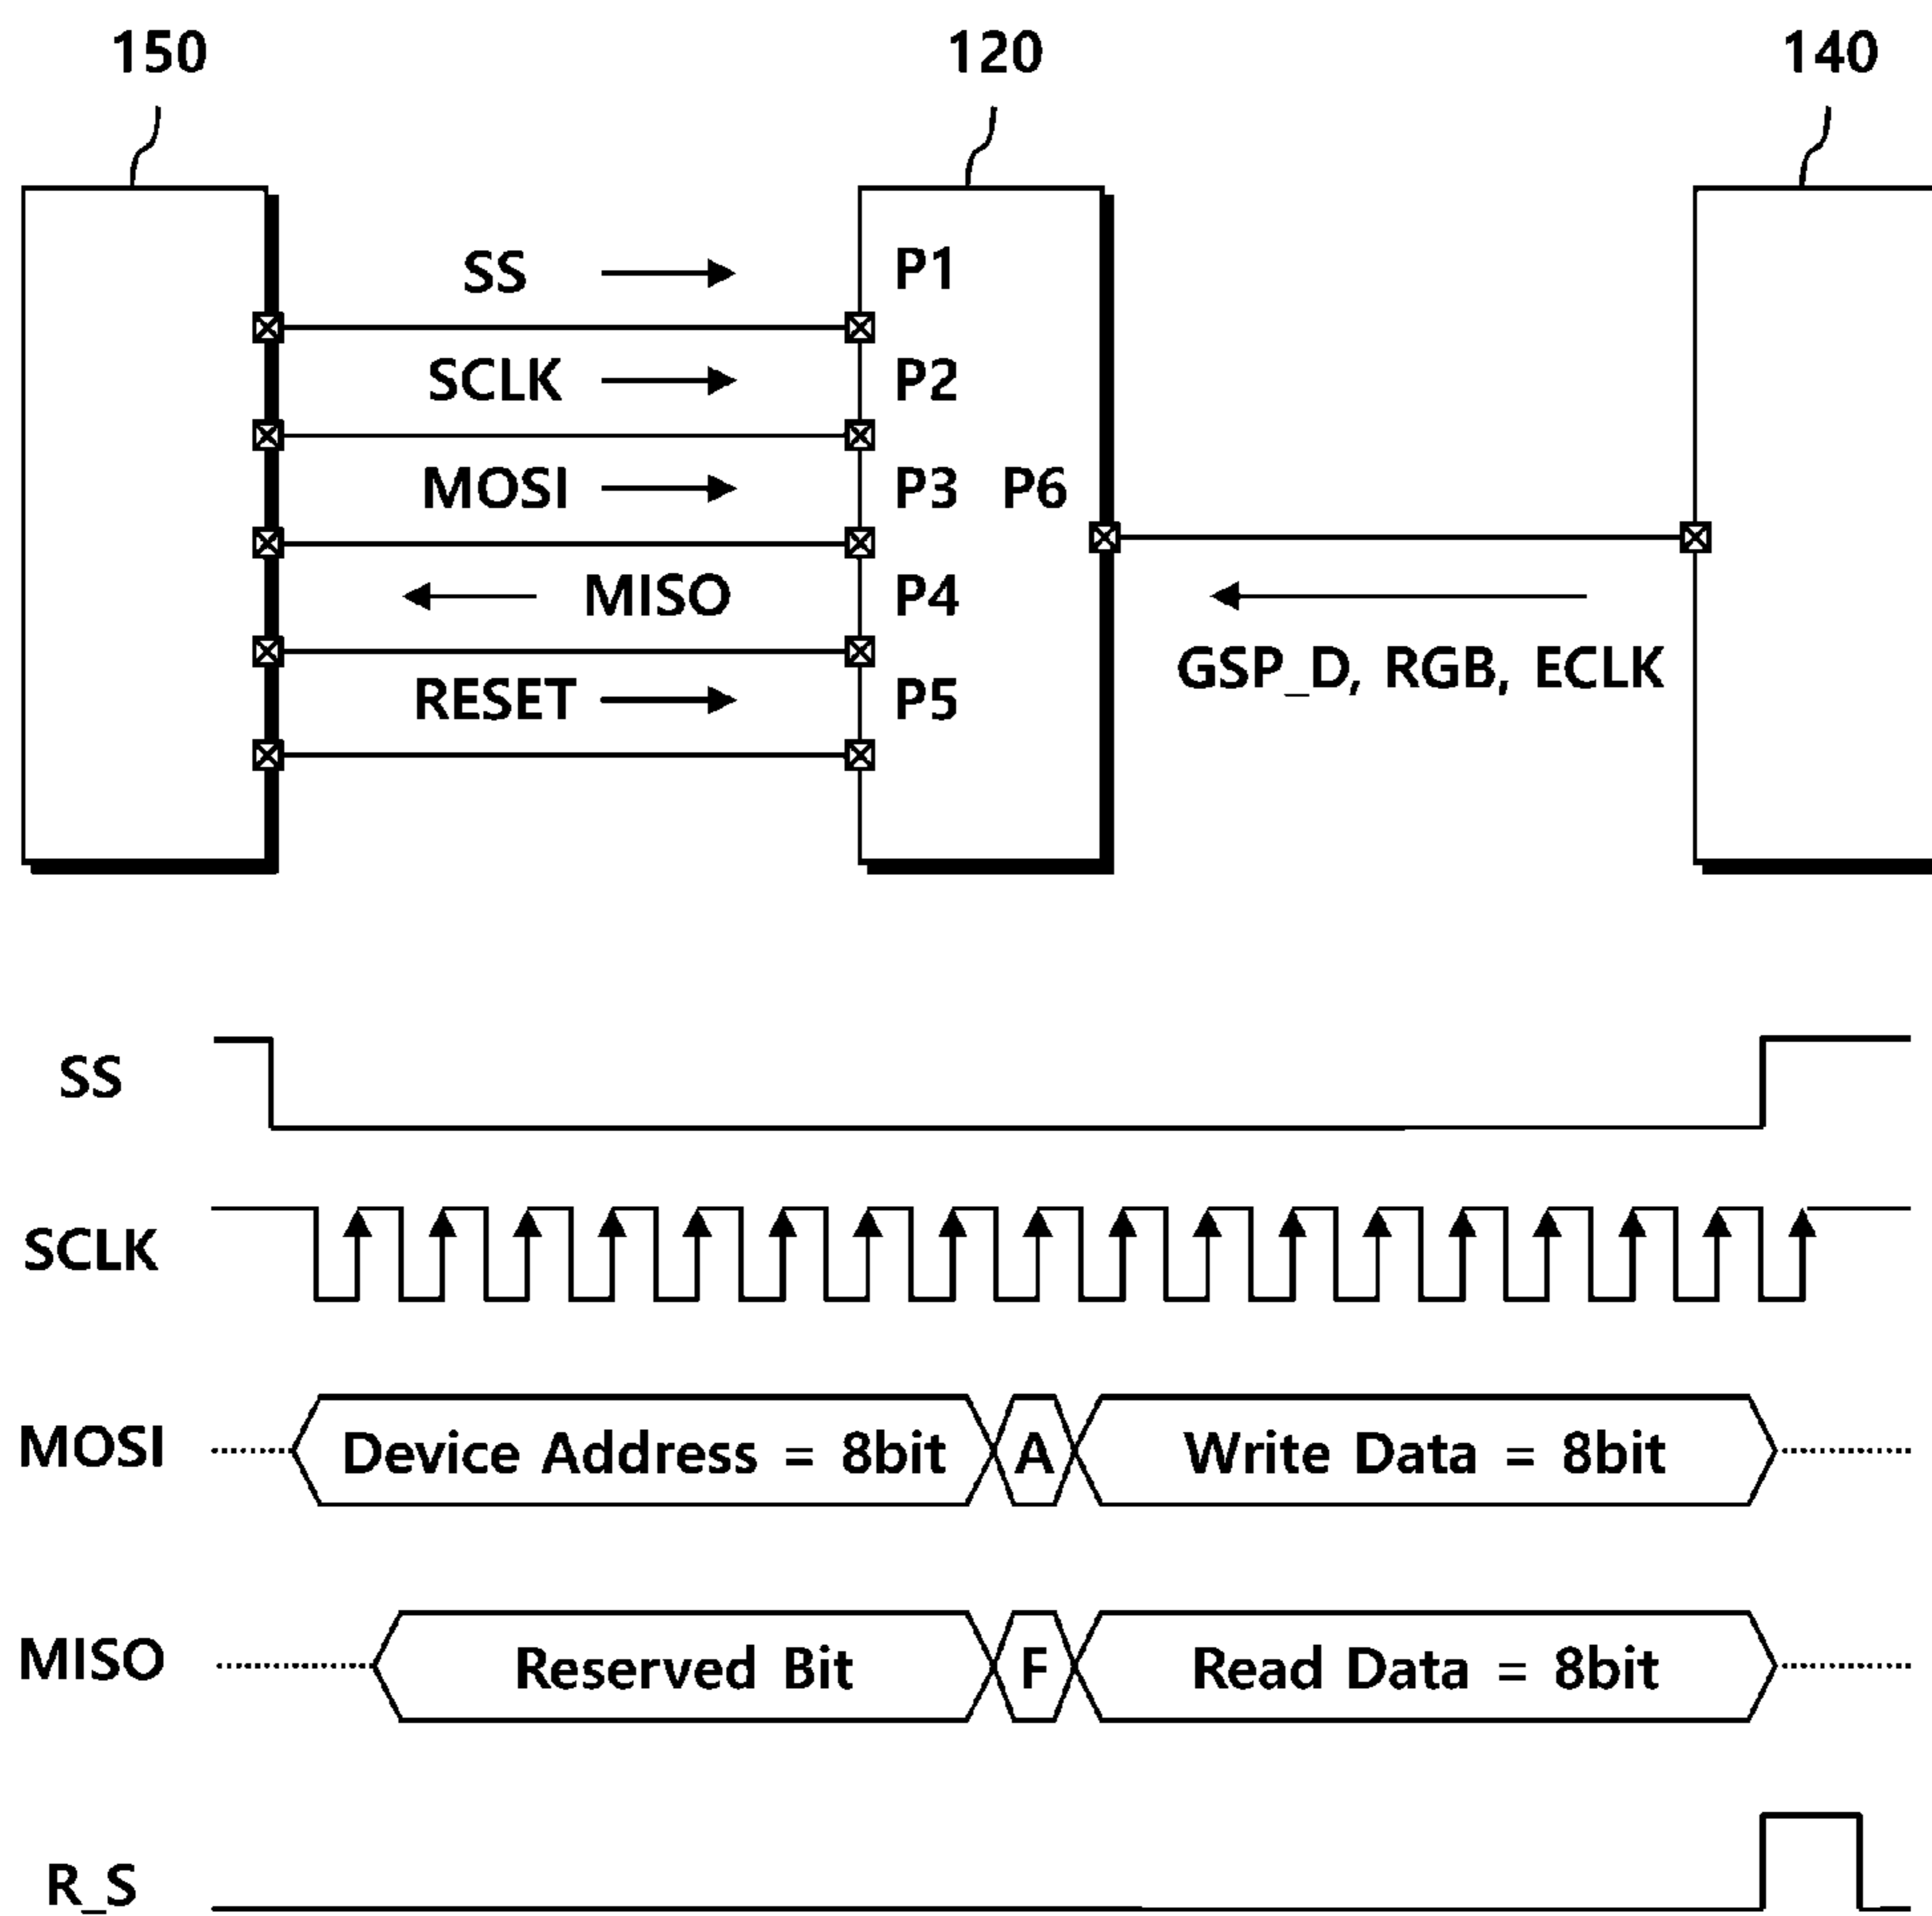 150 120 140
SS P1
SCLK P2
MOSI P3 P6
MISO P4
GSP_D, RGB, ECLK
RESET P5
SS
SCLK
MOSI Device Address = 8bit A Write Data = 8bit
MISO Reserved Bit F Read Data = 8bit
R_S